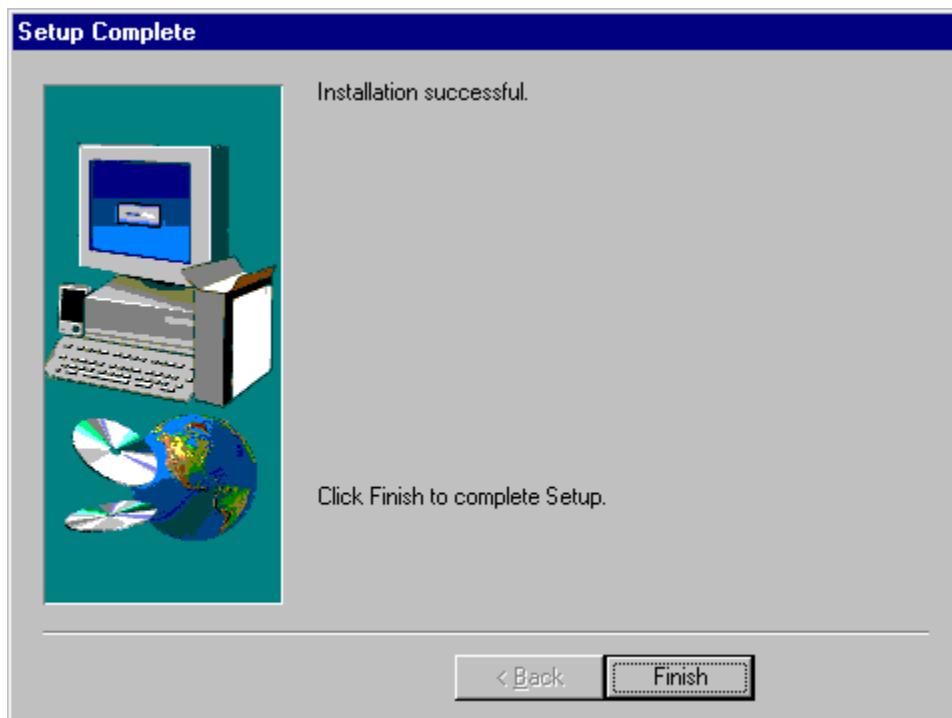 Setup Complete
Installation successful.
Click Finish to complete Setup.
< Back
Finish